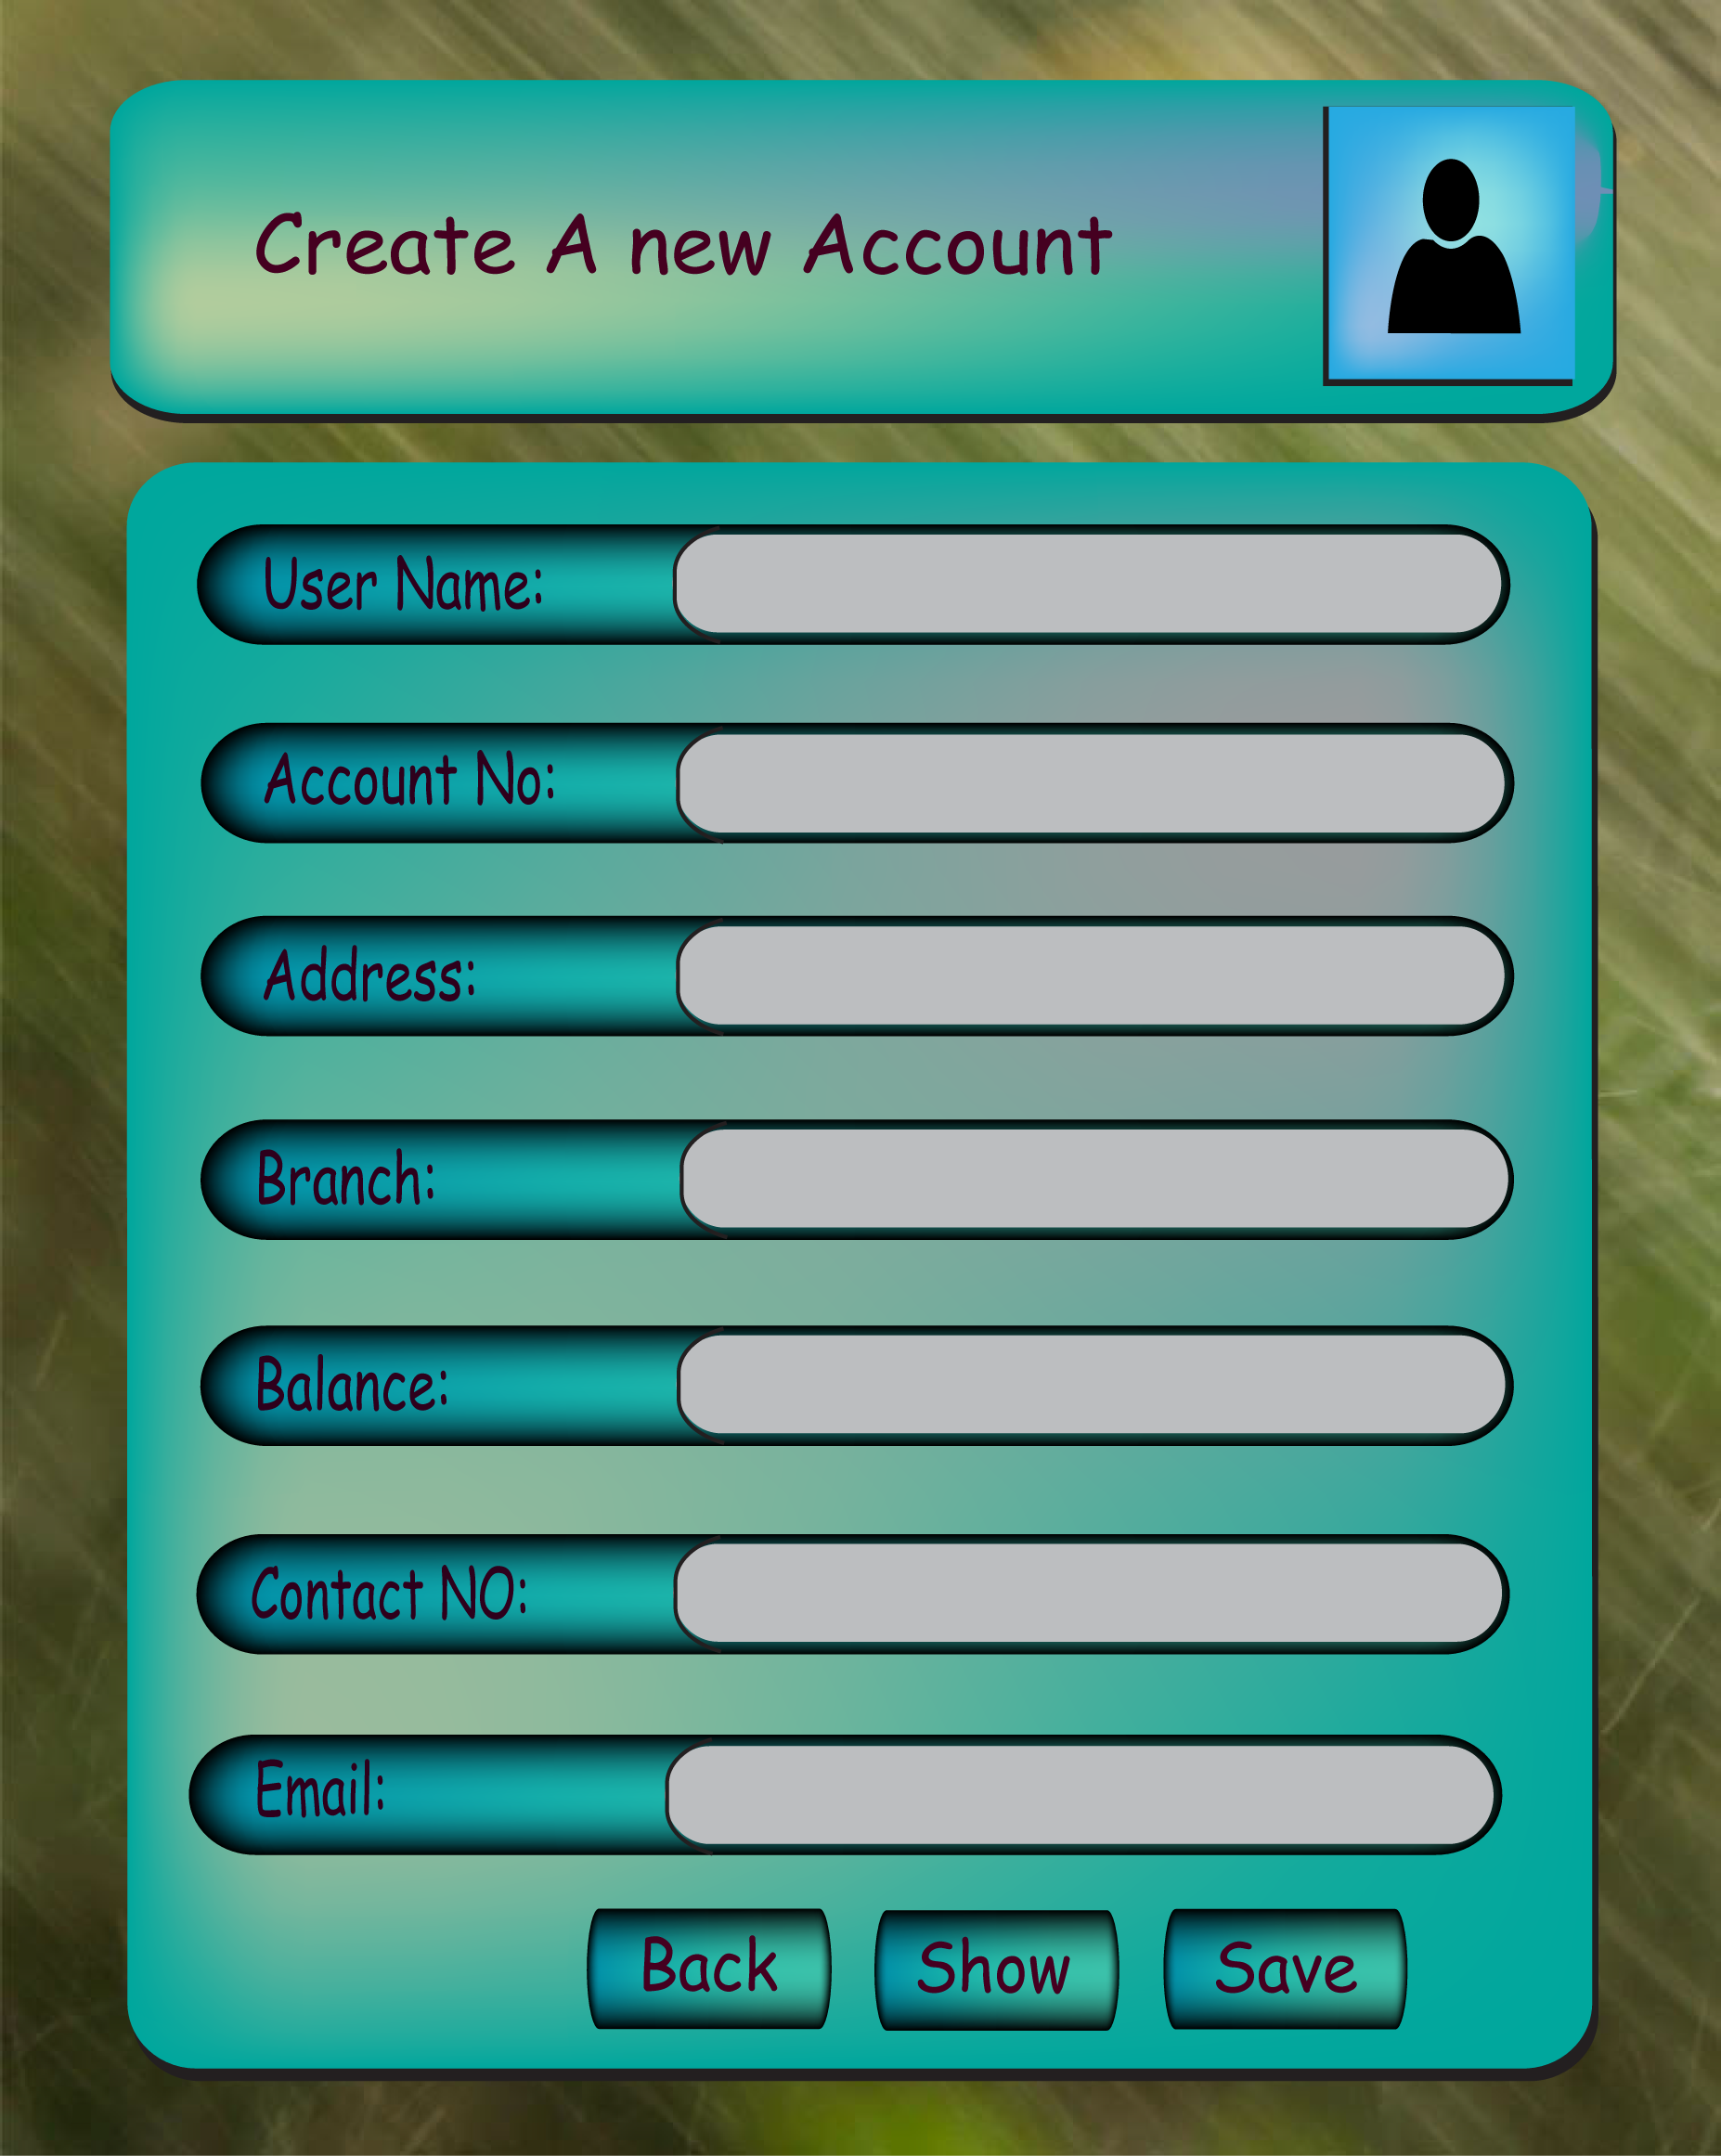 Create A new Account
User Name:
Account No:
Address:
Branch:
Balance:
Contact NO:
Email:
Back Show Save